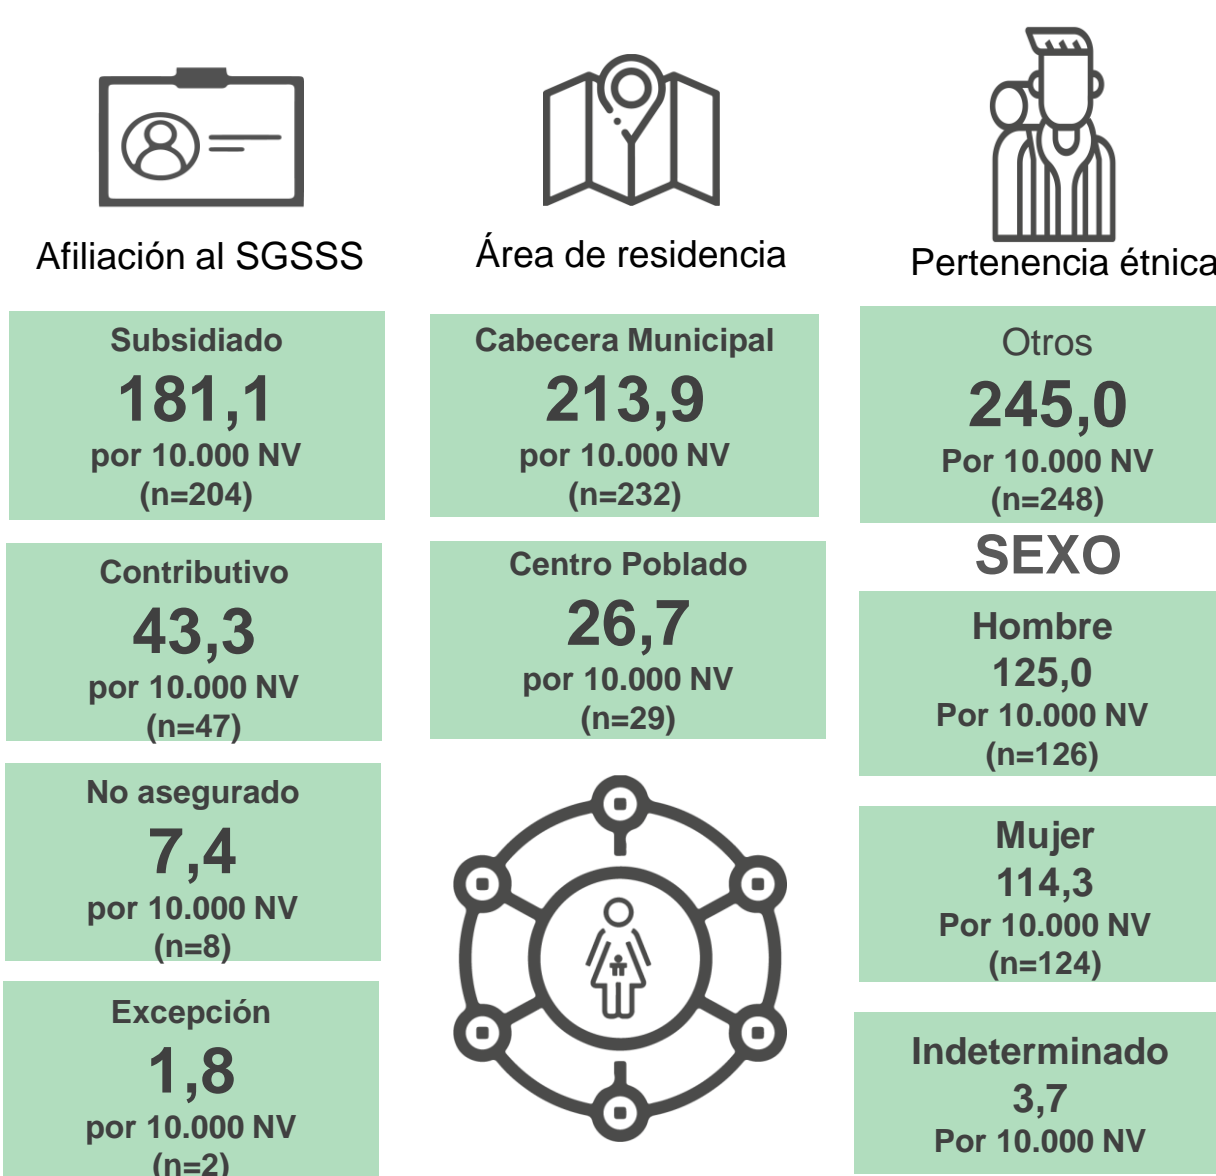 Afiliación al SGSSS
Subsidiado
181,1
por 10.000 NV
(n=204)
Contributivo
43,3
por 10.000 NV
(n=47)
No asegurado
7,4
por 10.000 NV
(n=8)
Excepción
1,8
por 10.000 NV
(n=2)
Área de residencia
Cabecera Municipal
213,9
por 10.000 NV
(n=232)
Centro Poblado
26,7
por 10.000 NV
(n=29)
Pertenencia étnica
Otros
245,0
Por 10.000 NV
(n=248)
SEXO
Hombre
125,0
Por 10.000 NV
(n=126)
Mujer
114,3
Por 10.000 NV
(n=124)
Indeterminado
3,7
Por 10.000 NV